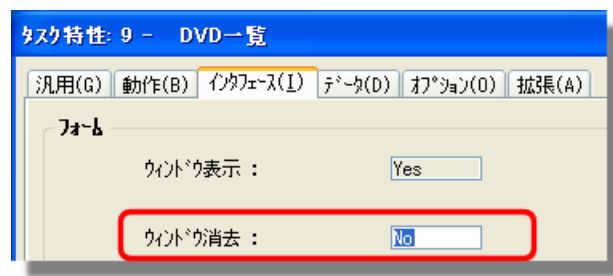 ﾀｽｸ特性: 9 -  DVD一覧
汎用(G) 動作(B) ｲﾝﾀﾌｪｰｽ(I) ﾃﾞｰﾀ(D) ｵﾌﾟｼｮﾝ(O) 拡張(A)
ﾌｫｰﾑ
ｳｨﾝﾄﾞｳ表示 : Yes
ｳｨﾝﾄﾞｳ消去 : No